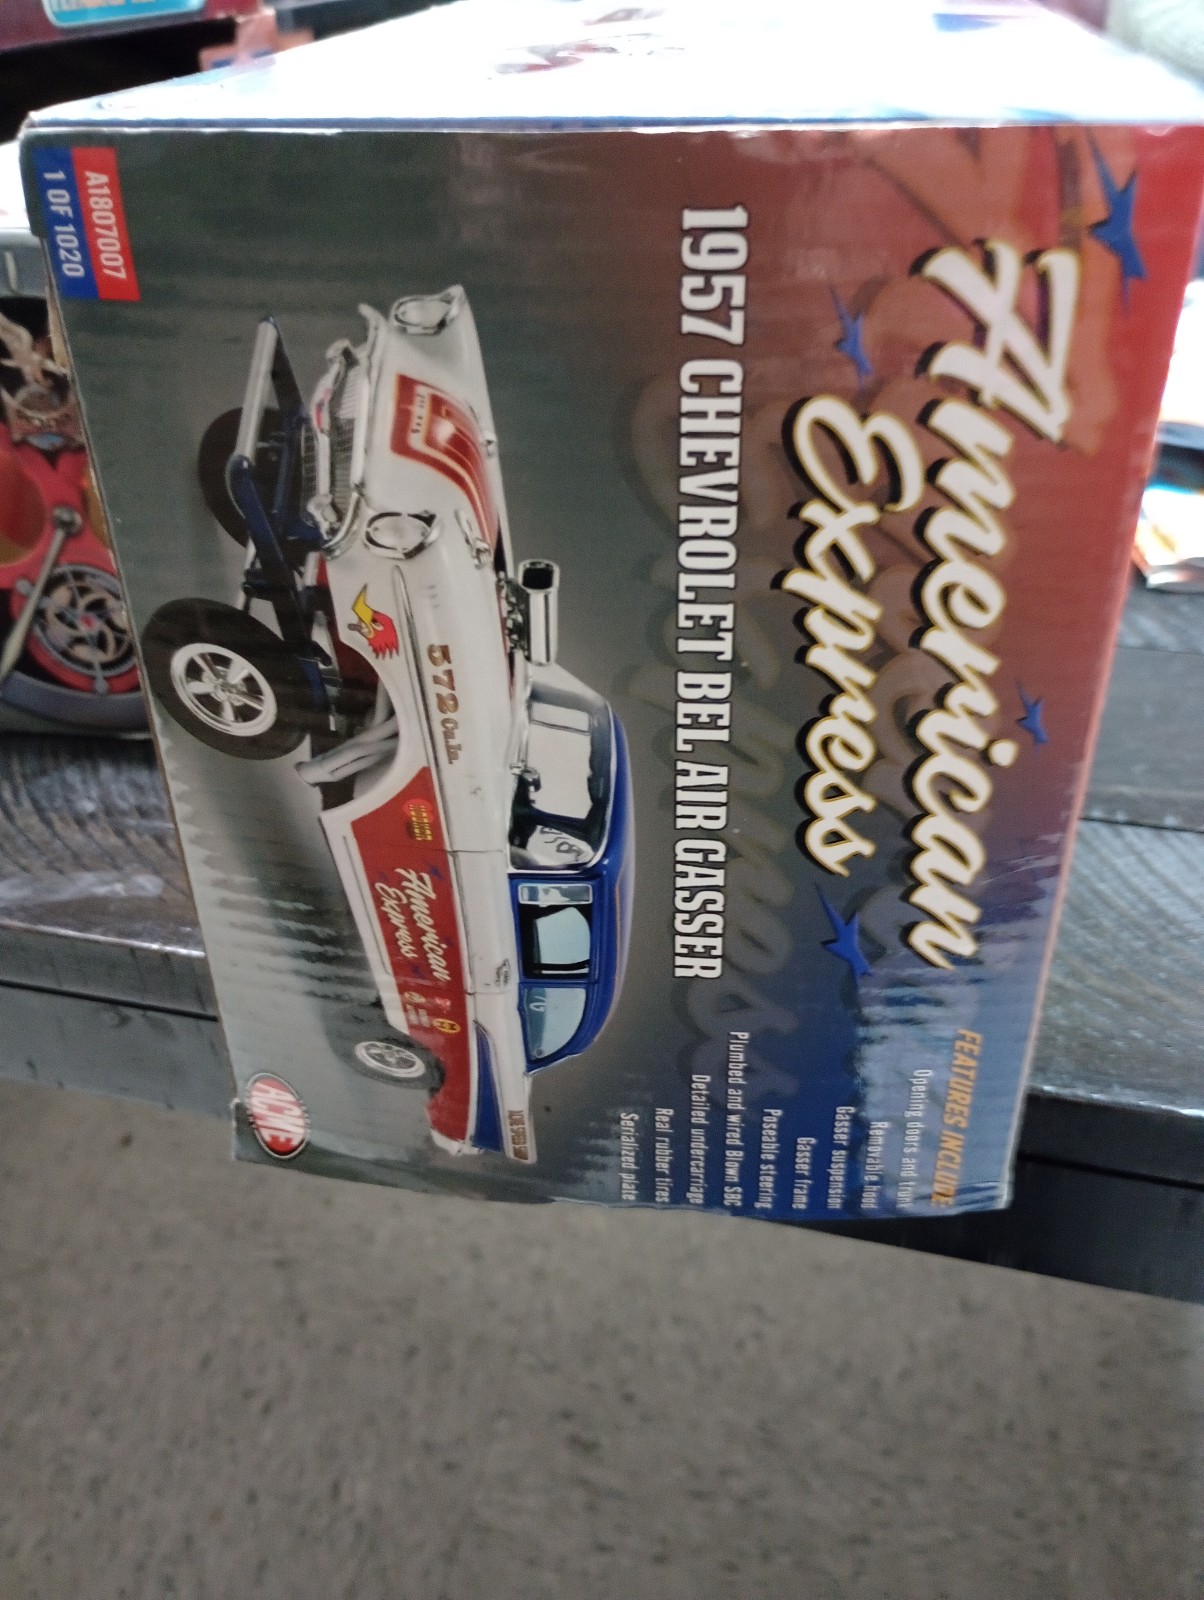 American
Express
1957 CHEVROLET BEL AIR GASSER
FEATURES INCLUDE
Opening doors and trunk
Removable hood
Gasser suspension
Gasser frame
Poseable steering
Plumbed and wired Blown SBC
Detailed undercarriage
Real rubber tires
Serialized plate
572 Cu.In.
American
Express
A1807007
1 OF 1020
ACME